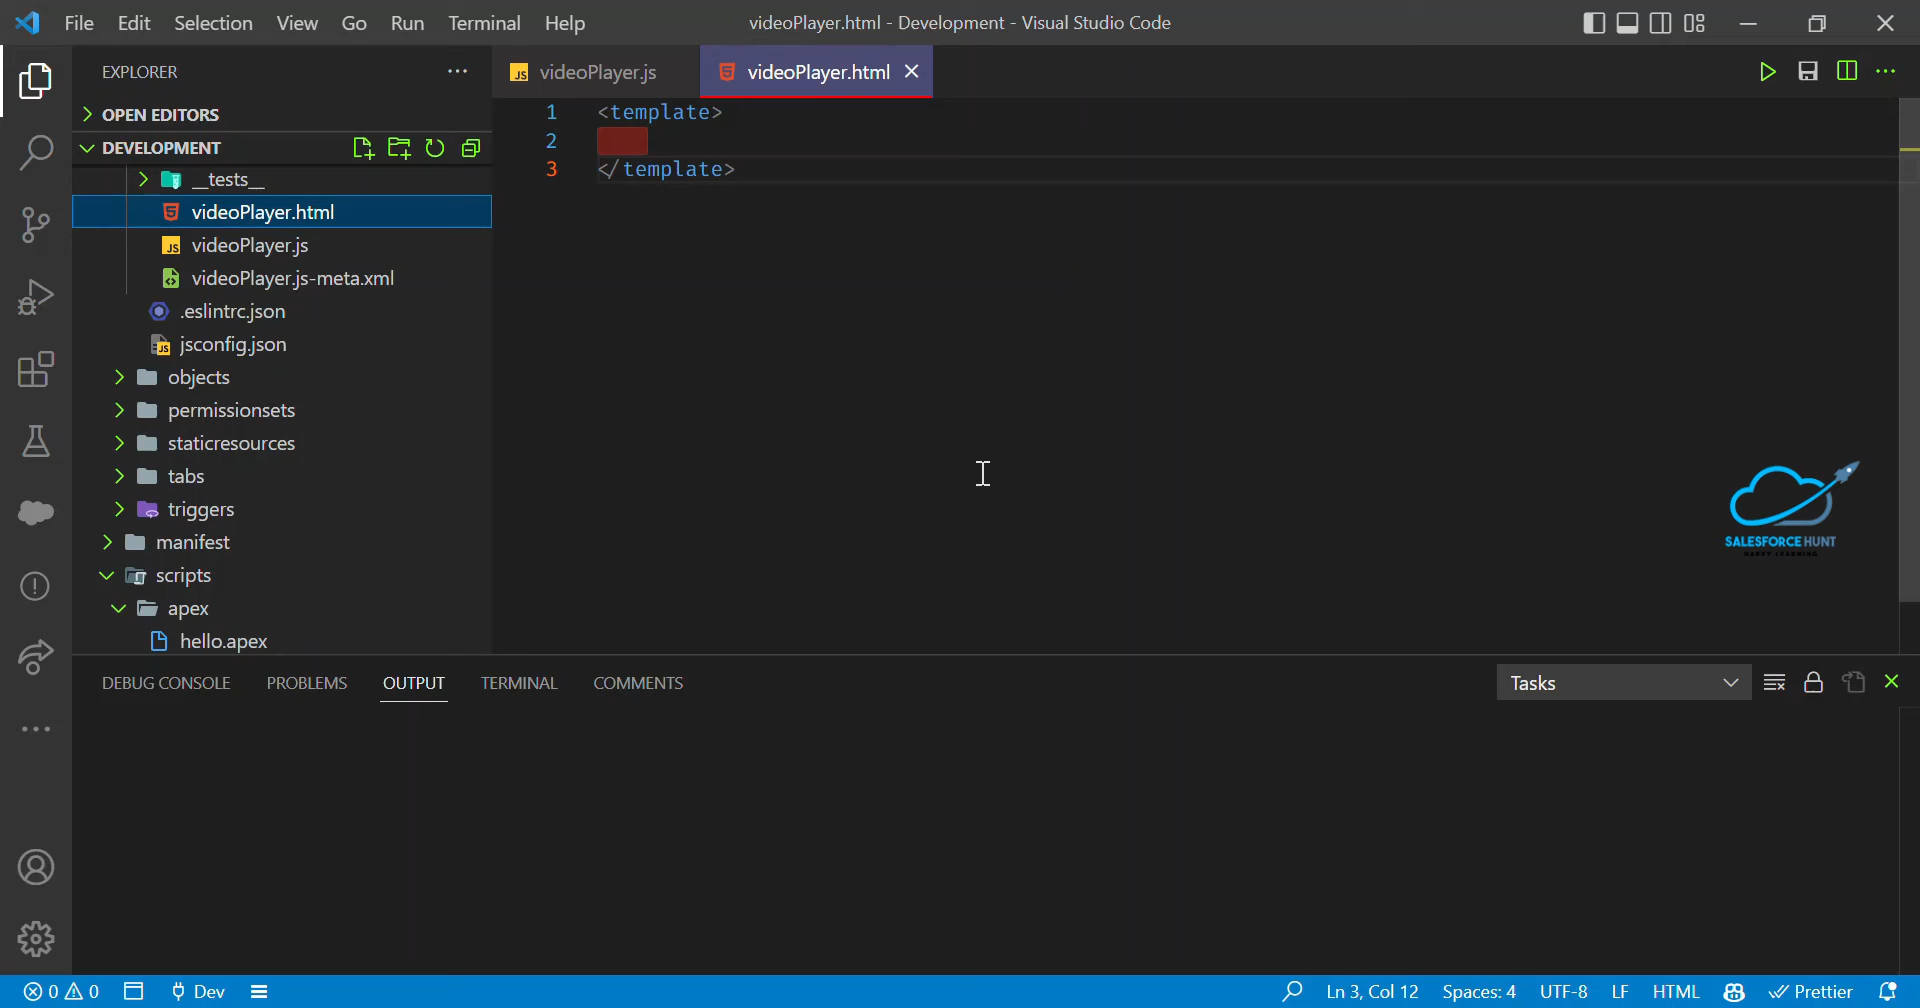 File Edit Selection View Go Run Terminal Help
videoPlayer.html - Development - Visual Studio Code
EXPLORER
OPEN EDITORS
DEVELOPMENT
__tests__
videoPlayer.html
videoPlayer.js
videoPlayer.js-meta.xml
.eslintrc.json
jsconfig.json
objects
permissionsets
staticresources
tabs
triggers
manifest
scripts
apex
hello.apex
videoPlayer.js videoPlayer.html
1 <template>
2
3 </template>
SALESFORCE HUNT
HAPPY LEARNING
DEBUG CONSOLE PROBLEMS OUTPUT TERMINAL COMMENTS
Tasks
0 0 Dev
Ln 3, Col 12 Spaces: 4 UTF-8 LF HTML Prettier